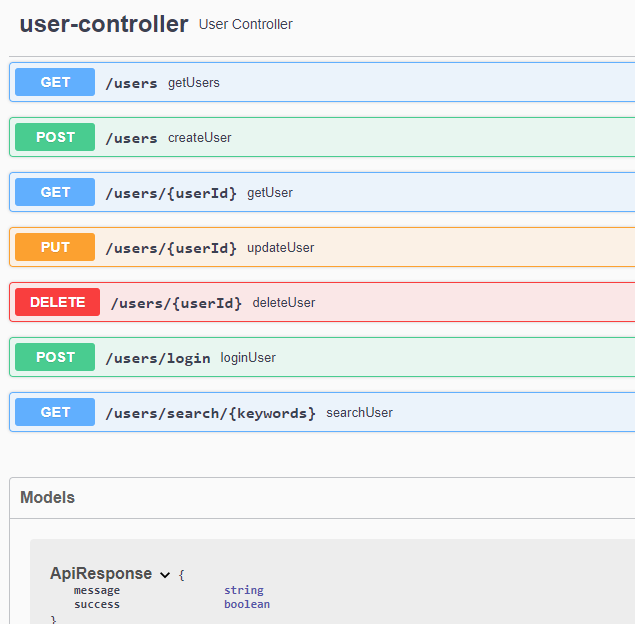 user-controller User Controller
GET /users getUsers
POST /users createUser
GET /users/{userId} getUser
PUT /users/{userId} updateUser
DELETE /users/{userId} deleteUser
POST /users/login loginUser
GET /users/search/{keywords} searchUser
Models
ApiResponse {
message string
success boolean
}